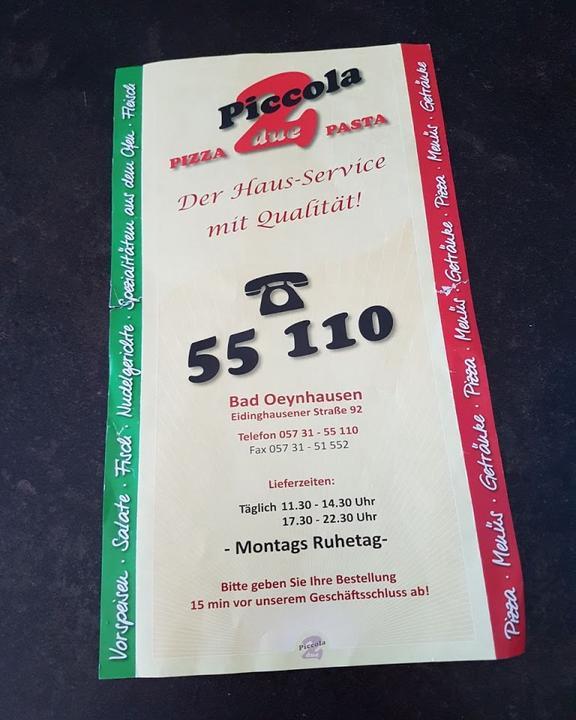 Piccola
2
due
PIZZA PASTA
Der Haus-Service
mit Qualität!
55 110
Bad Oeynhausen
Eidinghausener Straße 92
Telefon 057 31 - 55 110
Fax 057 31 - 51 552
Lieferzeiten:
Täglich 11.30 - 14.30 Uhr
17.30 - 22.30 Uhr
- Montags Ruhetag-
Bitte geben Sie Ihre Bestellung
15 min vor unserem Geschäftsschluss ab!
Piccola
2
due
Vorspeisen · Salate · Fisch · Nudelgerichte · Spezialitäten aus dem Ofen · Fleisch
Pizza · Menüs · Getränke · Pizza · Menüs · Getränke · Pizza · Menüs · Getränke